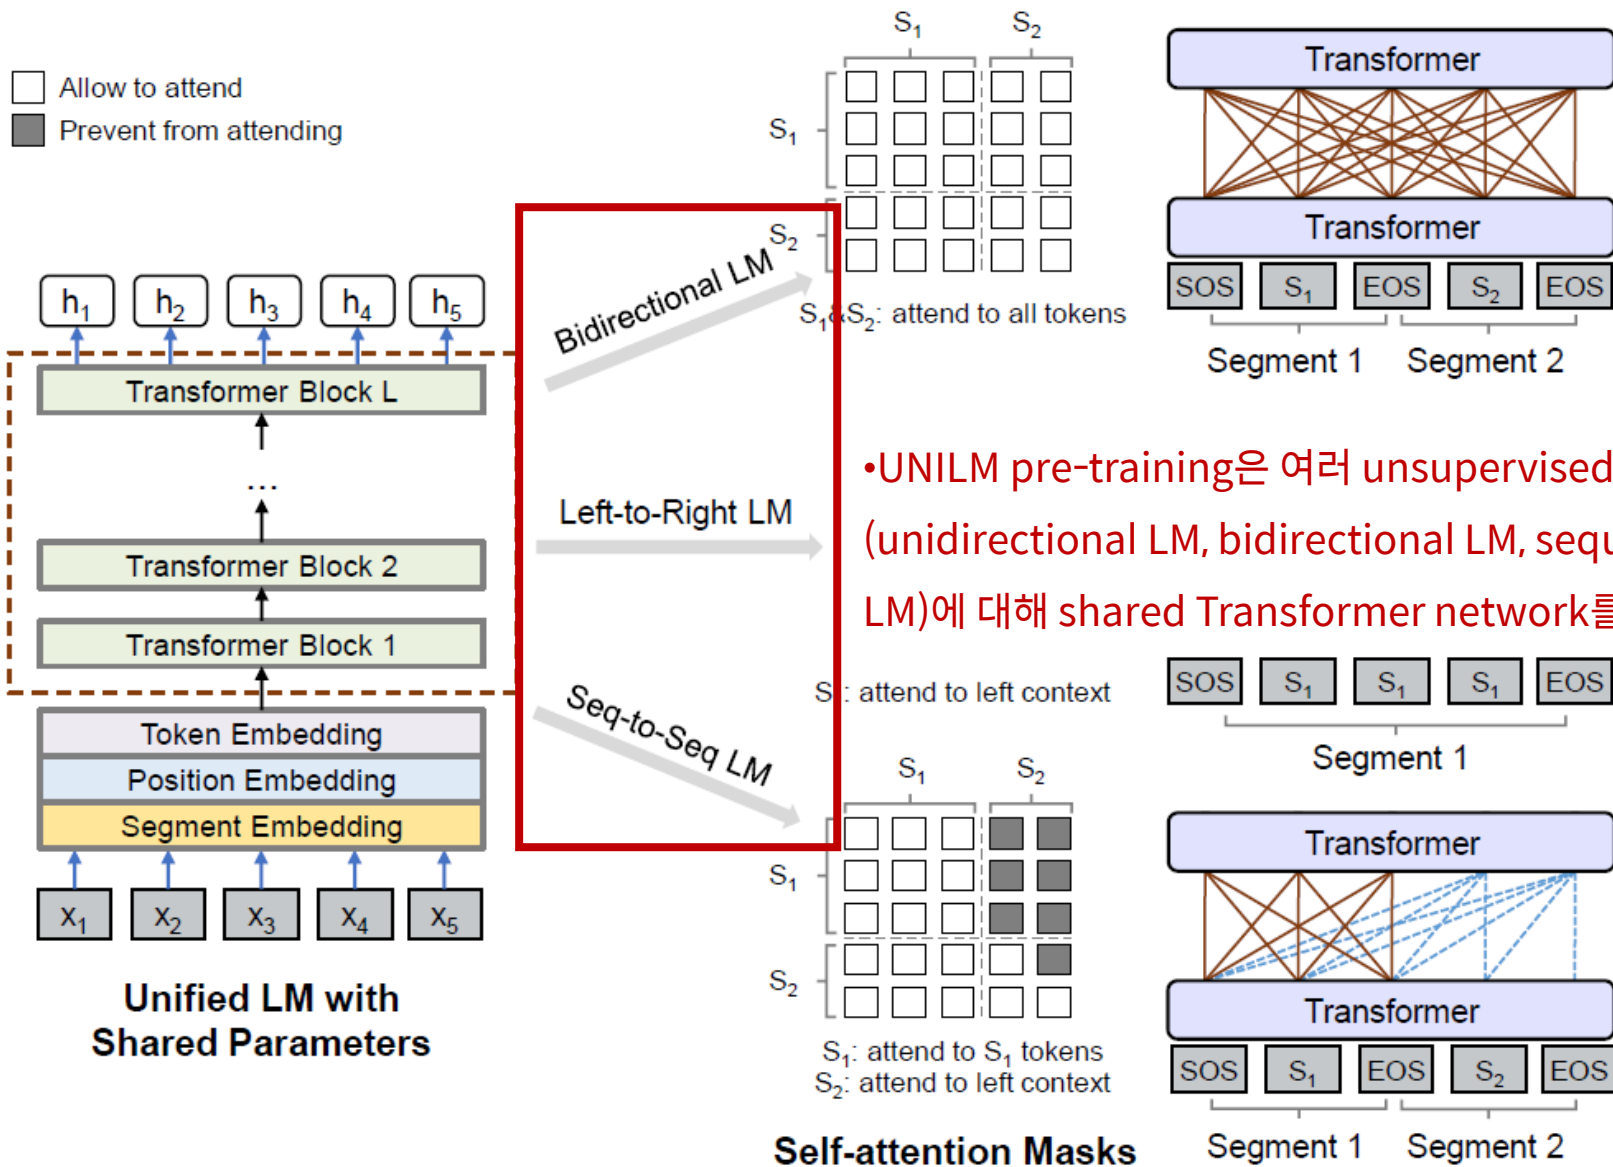 Allow to attend
Prevent from attending
h1 h2 h3 h4 h5
Transformer Block L
...
Transformer Block 2
Transformer Block 1
Token Embedding
Position Embedding
Segment Embedding
x1 x2 x3 x4 x5
Unified LM with
Shared Parameters
Bidirectional LM
Left-to-Right LM
Seq-to-Seq LM
S1 S2
S1
S2
S1&S2: attend to all tokens
Transformer
Transformer
SOS S1 EOS S2 EOS
Segment 1 Segment 2
•UNILM pre-training은 여러 unsupervised
(unidirectional LM, bidirectional LM,
LM)에 대해 shared Transformer network를
: attend to left context
SOS S1 S1 S1 EOS
Segment 1
S1 S2
S1
S2
S1: attend to S1 tokens
S2: attend to left context
Self-attention Masks
Transformer
Transformer
SOS S1 EOS S2 EOS
Segment 1 Segment 2